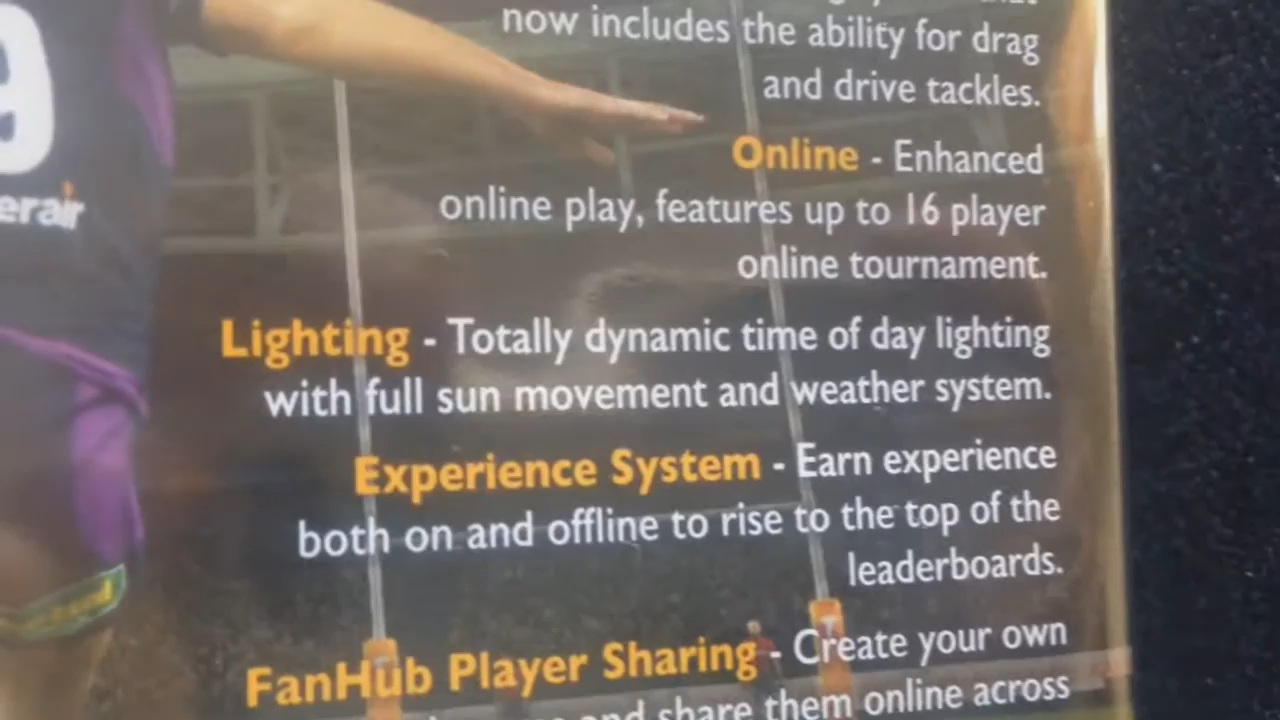 9
erair
now includes the ability for drag
and drive tackles.
Online - Enhanced
online play, features up to 16 player
online tournament.
Lighting - Totally dynamic time of day lighting
with full sun movement and weather system.
Experience System - Earn experience
both on and offline to rise to the top of the
leaderboards.
FanHub Player Sharing - Create your own
and share them online across